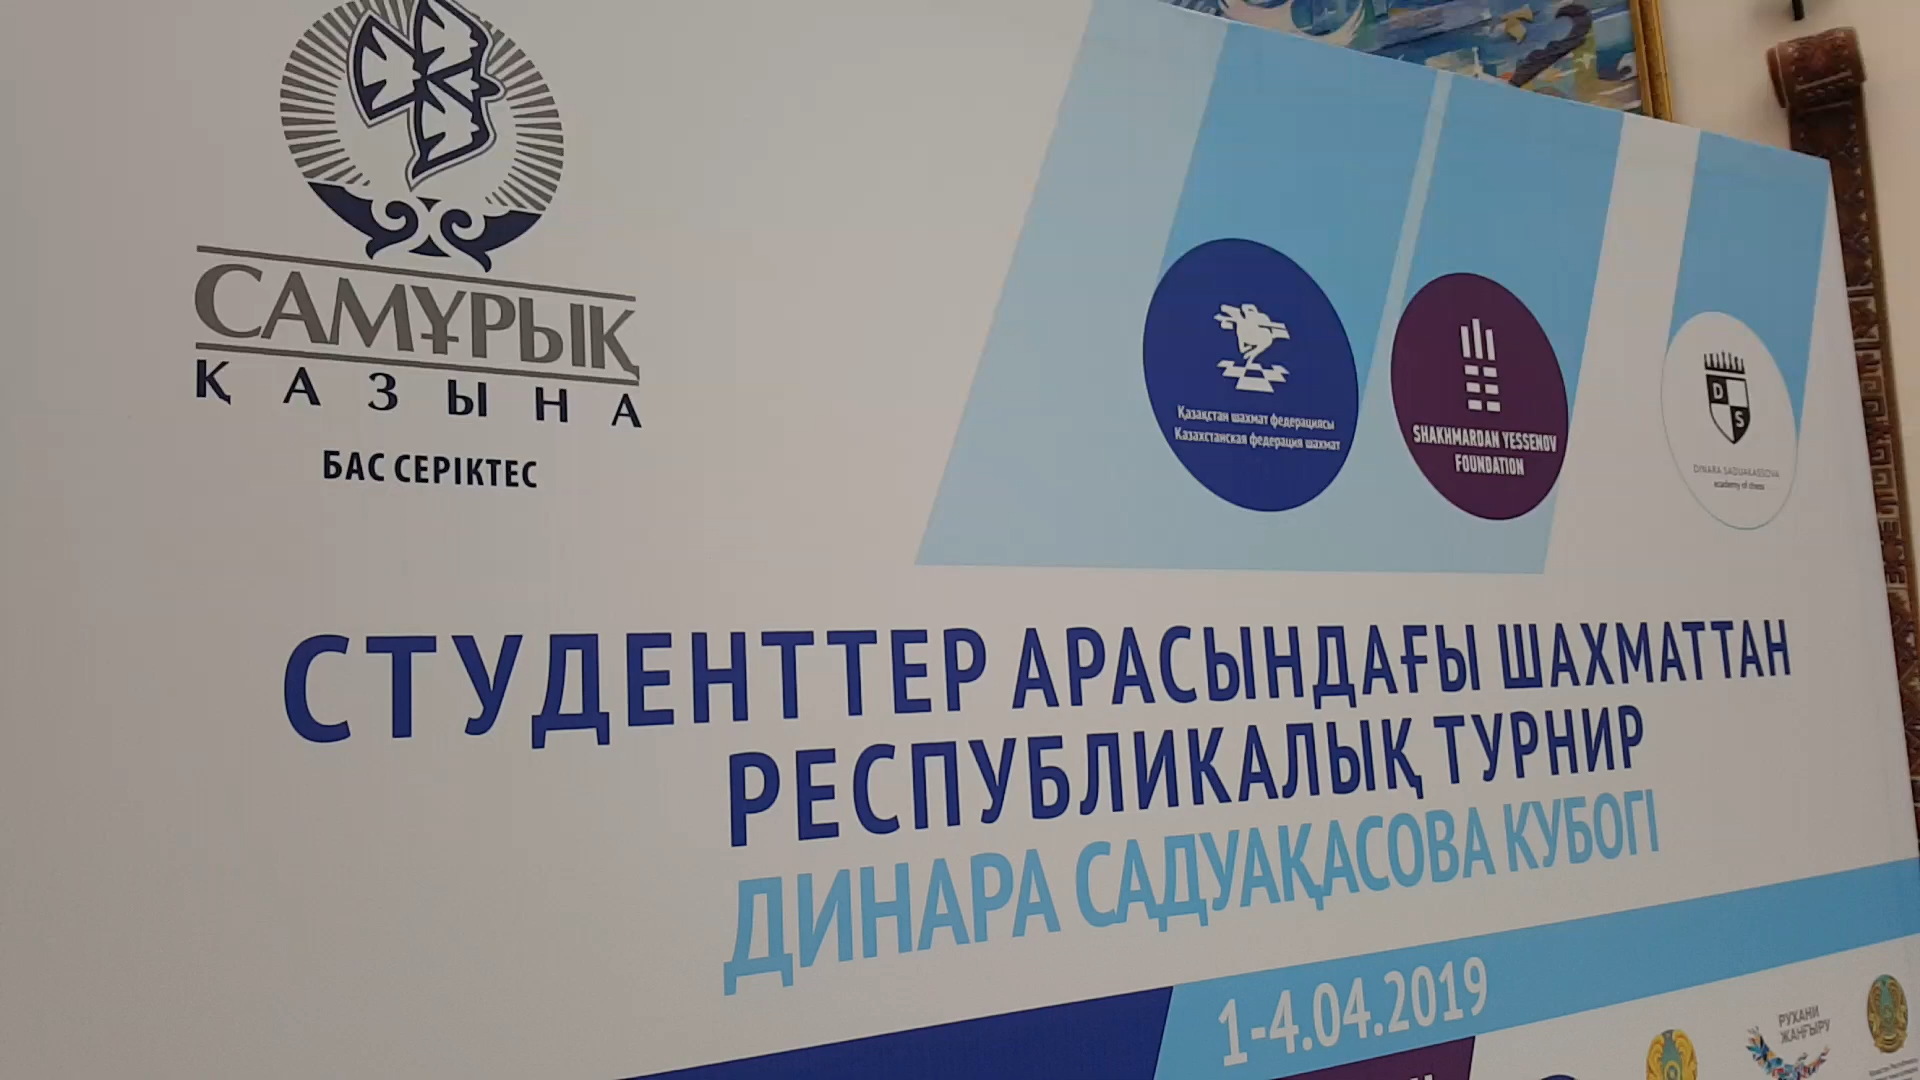 САМҰРЫҚ
ҚАЗЫНА
БАС СЕРІКТЕС
Қазақстан шахмат федерациясы
Казахстанская федерация шахмат
SHAKHMARDAN YESSENOV
FOUNDATION
D
S
DINARA SADUAKASSOVA
academy of chess
СТУДЕНТТЕР АРАСЫНДАҒЫ ШАХМАТТАН
РЕСПУБЛИКАЛЫҚ ТУРНИР
ДИНАРА САДУАҚАСОВА КУБОГІ
1-4.04.2019
РУХАНИ
ЖАҢҒЫРУ